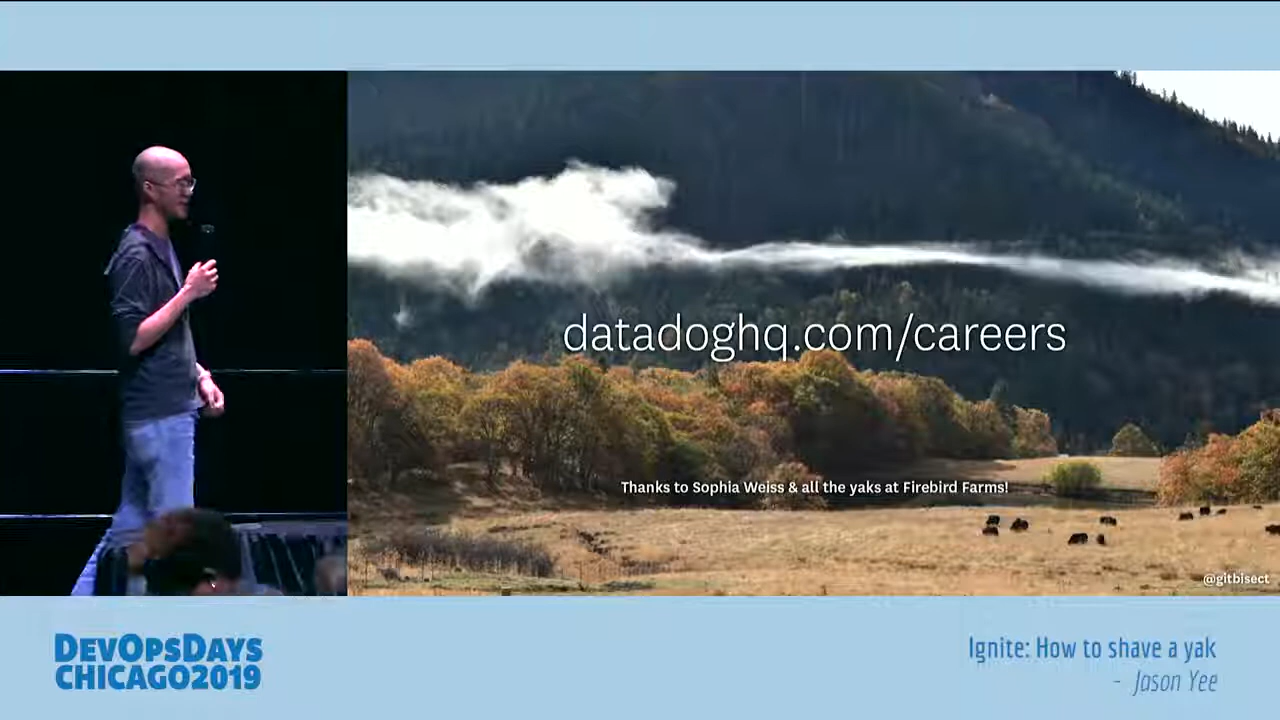 datadoghq.com/careers
Thanks to Sophia Weiss & all the yaks at Firebird Farms!
@gitbisect
DEVOPSDAYS
CHICAGO2019
Ignite: How to shave a yak
- Jason Yee